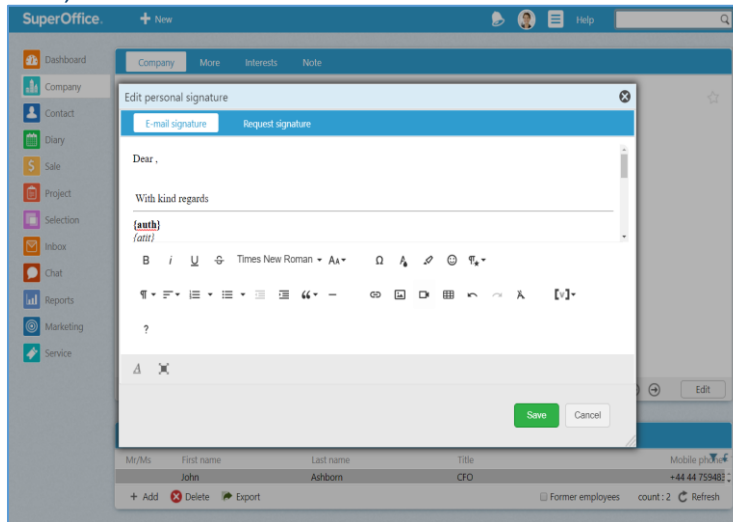 SuperOffice.
+ New
Help
Dashboard
Company
Contact
Diary
Sale
Project
Selection
Inbox
Chat
Reports
Marketing
Service
Company More Interests Note
Edit personal signature
E-mail signature Request signature
Dear ,
With kind regards
{auth}
{atit}
B i U S Times New Roman AA Ω A
¶ [v]
?
A
Save Cancel
Edit
Mr/Ms First name Last name Title Mobile phone
John Ashborn CFO +44 44 759483
+ Add Delete Export Former employees count : 2 Refresh